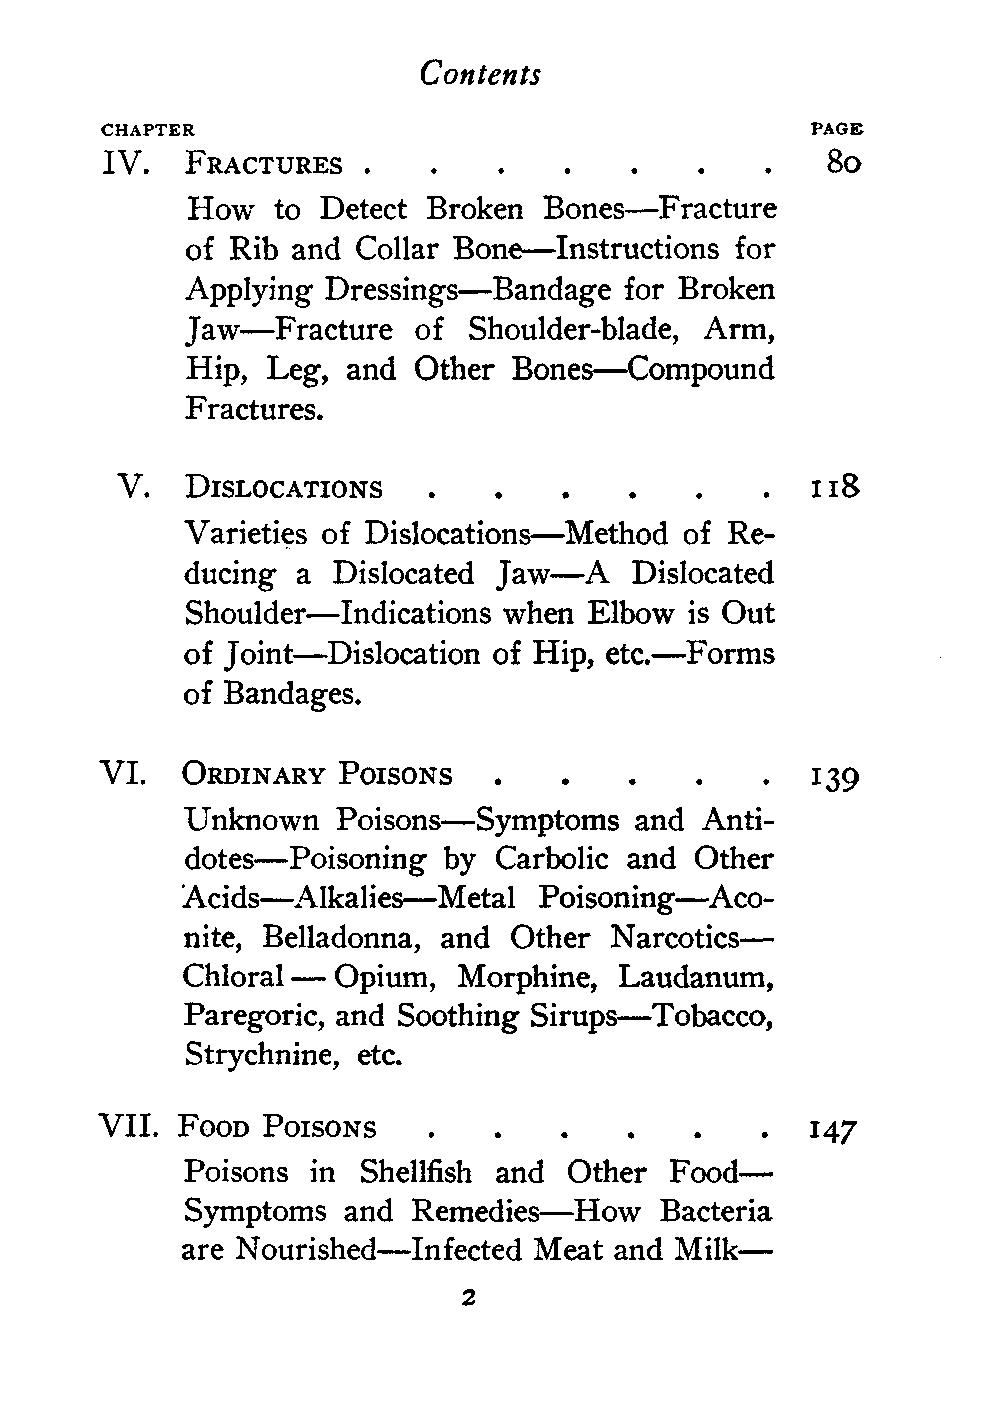 Contents
CHAPTER PAGE
IV. FRACTURES . . . . . . . 80
How to Detect Broken Bones—Fracture
of Rib and Collar Bone—Instructions for
Applying Dressings—Bandage for Broken
Jaw—Fracture of Shoulder-blade, Arm,
Hip, Leg, and Other Bones—Compound
Fractures.
V. DISLOCATIONS . . . . . . 118
Varieties of Dislocations—Method of Re-
ducing a Dislocated Jaw—A Dislocated
Shoulder—Indications when Elbow is Out
of Joint—Dislocation of Hip, etc.—Forms
of Bandages.
VI. ORDINARY POISONS . . . . . 139
Unknown Poisons—Symptoms and Anti-
dotes—Poisoning by Carbolic and Other
Acids—Alkalies—Metal Poisoning—Aco-
nite, Belladonna, and Other Narcotics—
Chloral — Opium, Morphine, Laudanum,
Paregoric, and Soothing Sirups—Tobacco,
Strychnine, etc.
VII. FOOD POISONS . . . . . . 147
Poisons in Shellfish and Other Food—
Symptoms and Remedies—How Bacteria
are Nourished—Infected Meat and Milk—
2